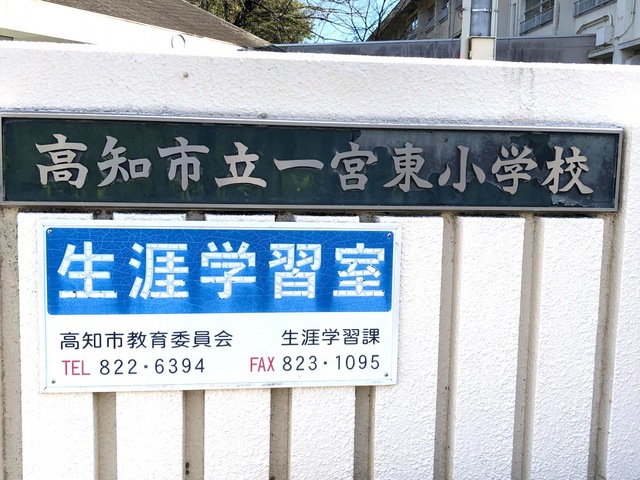 高知市立一宮東小学校
生涯学習室
高知市教育委員会 生涯学習課
TEL 822・6394 FAX 823・1095